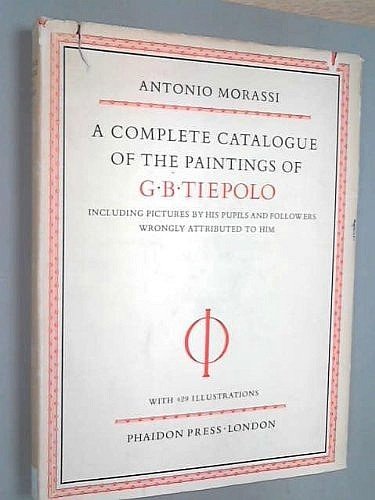 ANTONIO MORASSI
A COMPLETE CATALOGUE
OF THE PAINTINGS OF
G·B·TIEPOLO
INCLUDING PICTURES BY HIS PUPILS AND FOLLOWERS
WRONGLY ATTRIBUTED TO HIM
WITH 429 ILLUSTRATIONS
PHAIDON PRESS·LONDON